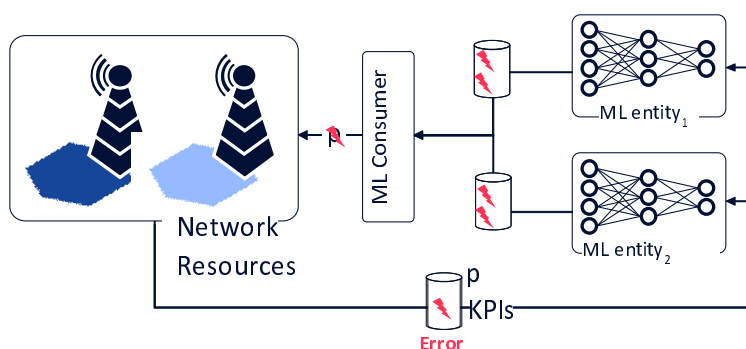 ML entity1
p
ML Consumer
ML entity2
Network
Resources
p
KPIs
Error